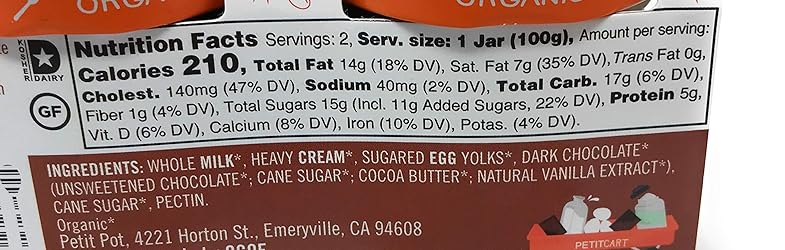 ORGANIC
Nutrition Facts Servings: 2, Serv. size: 1 Jar (100g), Amount per serving:
Calories 210, Total Fat 14g (18% DV), Sat. Fat 7g (35% DV), Trans Fat 0g,
Cholest. 140mg (47% DV), Sodium 40mg (2% DV), Total Carb. 17g (6% DV),
Fiber 1g (4% DV), Total Sugars 15g (Incl. 11g Added Sugars, 22% DV), Protein 5g,
Vit. D (6% DV), Calcium (8% DV), Iron (10% DV), Potas. (4% DV).
KOSHER
DAIRY
GF
INGREDIENTS: WHOLE MILK*, HEAVY CREAM*, SUGARED EGG YOLKS*, DARK CHOCOLATE*
(UNSWEETENED CHOCOLATE*; CANE SUGAR*; COCOA BUTTER*; NATURAL VANILLA EXTRACT*),
CANE SUGAR*, PECTIN.
Organic*
Petit Pot, 4221 Horton St., Emeryville, CA 94608
PETITCART